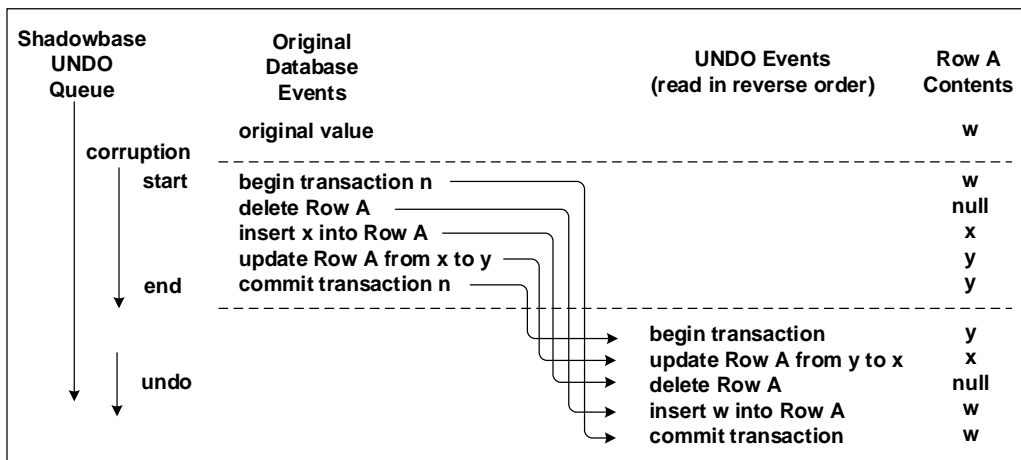 Shadowbase
UNDO
Queue
Original
Database
Events
UNDO Events
(read in reverse order)
Row A
Contents
original value
w
corruption
start
begin transaction n
w
delete Row A
null
insert x into Row A
x
update Row A from x to y
y
end
commit transaction n
y
begin transaction
y
update Row A from y to x
x
undo
delete Row A
null
insert w into Row A
w
commit transaction
w